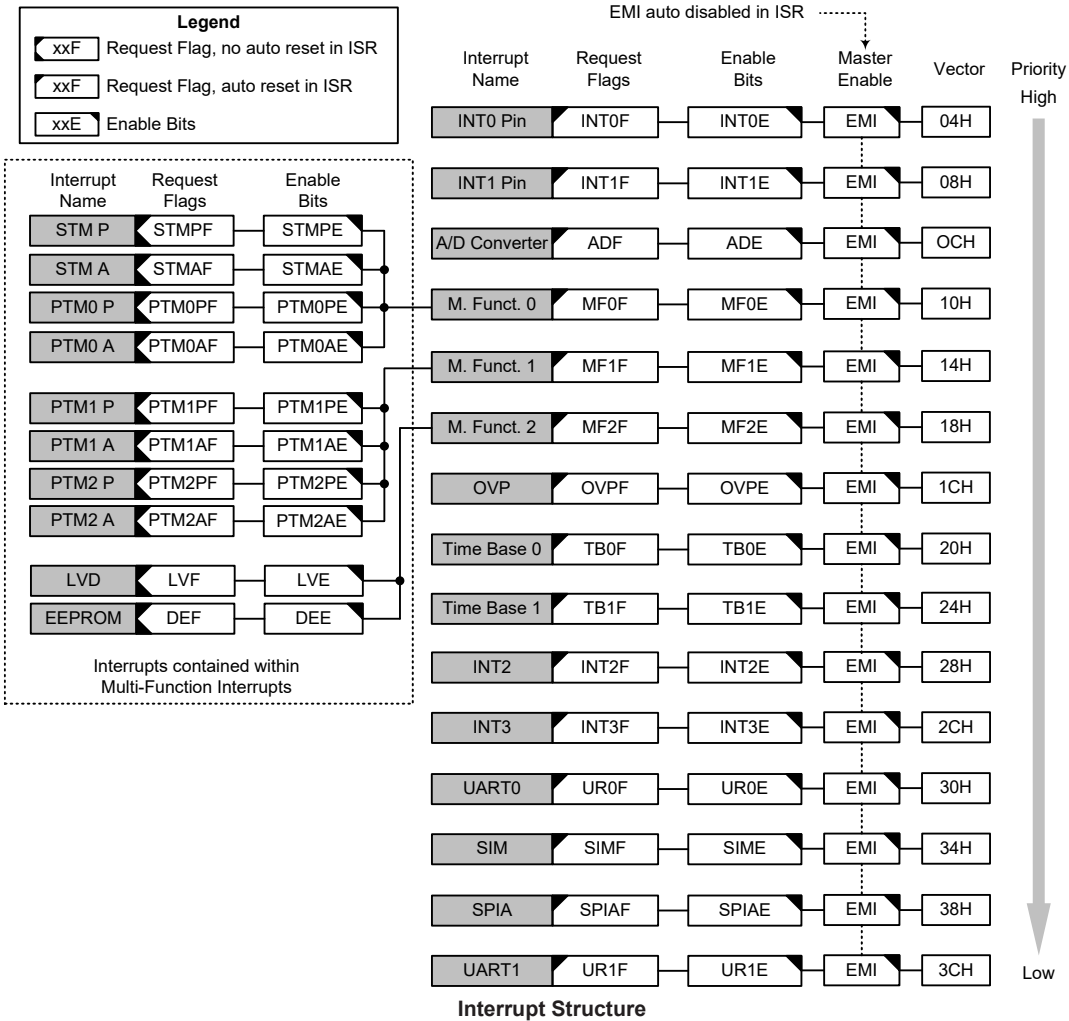 EMI auto disabled in ISR
Legend
xxF Request Flag, no auto reset in ISR
xxF Request Flag, auto reset in ISR
xxE Enable Bits
Interrupt Name Request Flags Enable Bits Master Enable Vector Priority
High
INT0 Pin INT0F INT0E EMI 04H
INT1 Pin INT1F INT1E EMI 08H
A/D Converter ADF ADE EMI OCH
M. Funct. 0 MF0F MF0E EMI 10H
M. Funct. 1 MF1F MF1E EMI 14H
M. Funct. 2 MF2F MF2E EMI 18H
OVP OVPF OVPE EMI 1CH
Time Base 0 TB0F TB0E EMI 20H
Time Base 1 TB1F TB1E EMI 24H
INT2 INT2F INT2E EMI 28H
INT3 INT3F INT3E EMI 2CH
UART0 UR0F UR0E EMI 30H
SIM SIMF SIME EMI 34H
SPIA SPIAF SPIAE EMI 38H
UART1 UR1F UR1E EMI 3CH
Low
Interrupt Name Request Flags Enable Bits
STM P STMPF STMPE
STM A STMAF STMAE
PTM0 P PTM0PF PTM0PE
PTM0 A PTM0AF PTM0AE
PTM1 P PTM1PF PTM1PE
PTM1 A PTM1AF PTM1AE
PTM2 P PTM2PF PTM2PE
PTM2 A PTM2AF PTM2AE
LVD LVF LVE
EEPROM DEF DEE
Interrupts contained within
Multi-Function Interrupts
Interrupt Structure